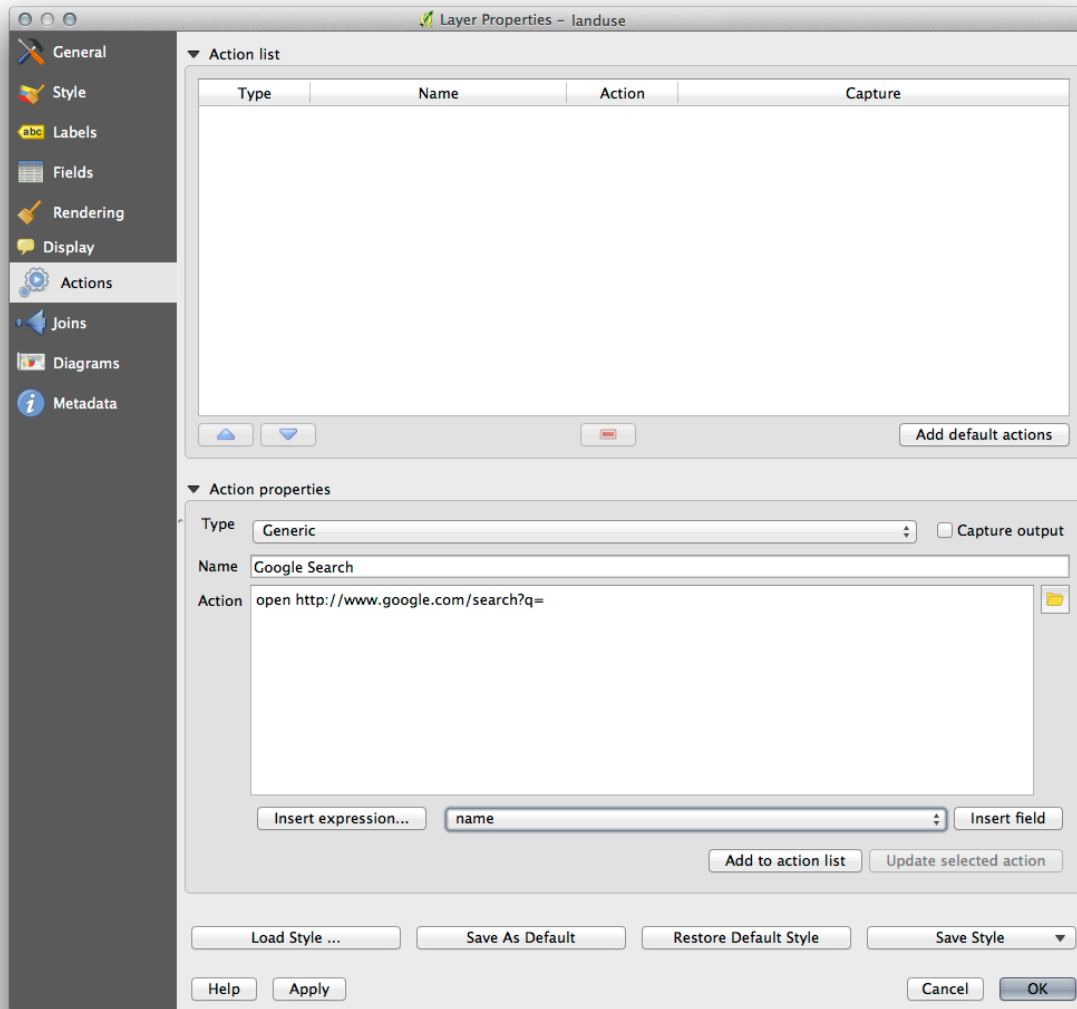 Layer Properties – landuse
General
Style
abc Labels
Fields
Rendering
Display
Actions
Joins
Diagrams
i Metadata
Action list
Type Name Action Capture
Add default actions
Action properties
Type Generic Capture output
Name Google Search
Action open http://www.google.com/search?q=
Insert expression... name Insert field
Add to action list Update selected action
Load Style ... Save As Default Restore Default Style Save Style
Help Apply Cancel OK